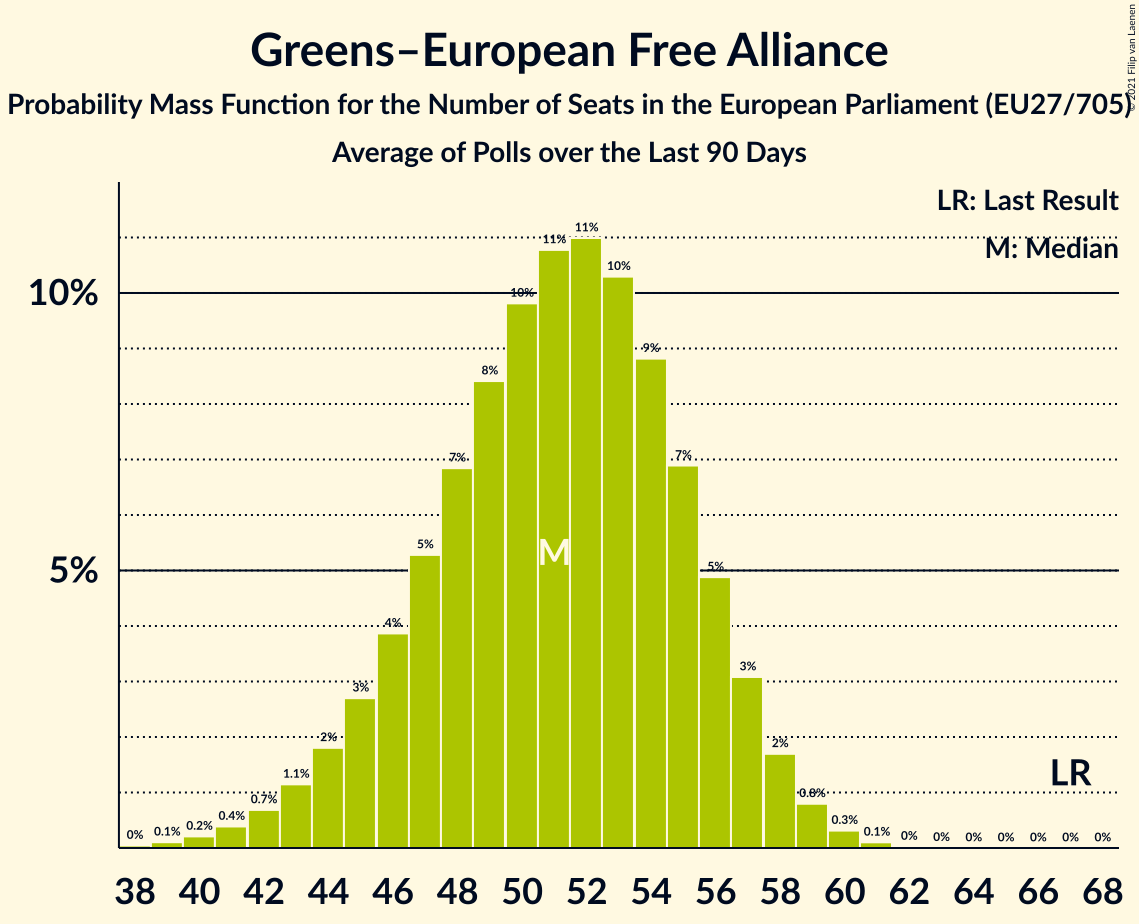 Greens–European Free Alliance
Probability Mass Function for the Number of Seats in the European Parliament (EU27/705)
Average of Polls over the Last 90 Days
© 2021 Filip van Laenen
LR: Last Result
M: Median
10%
5%
0% 0.1% 0.2% 0.4% 0.7% 1.1% 2% 3% 4% 5% 7% 8% 10% 11% 11% 10% 9% 7% 5% 3% 2% 0.8% 0.3% 0.1% 0% 0% 0% 0% 0% 0% 0%
M
LR
38 40 42 44 46 48 50 52 54 56 58 60 62 64 66 68